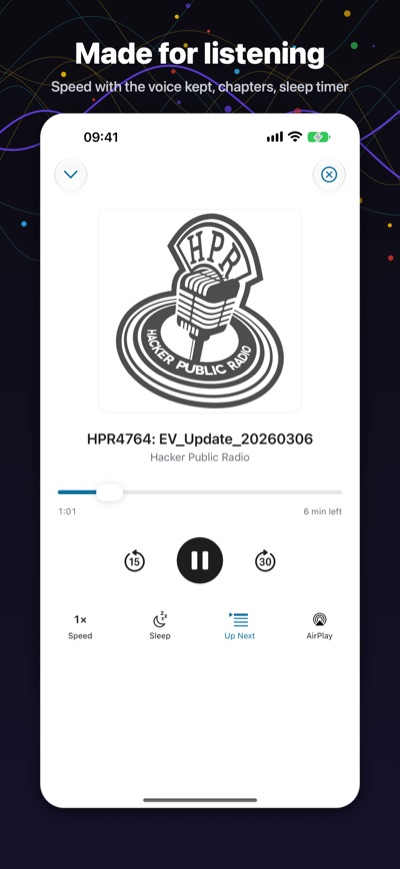 Made for listening
Speed with the voice kept, chapters, sleep timer
09:41
HPR
HACKER PUBLIC RADIO
HPR4764: EV_Update_20260306
Hacker Public Radio
1:01
6 min left
15
30
1×
Speed
zzz
Sleep
Up Next
AirPlay